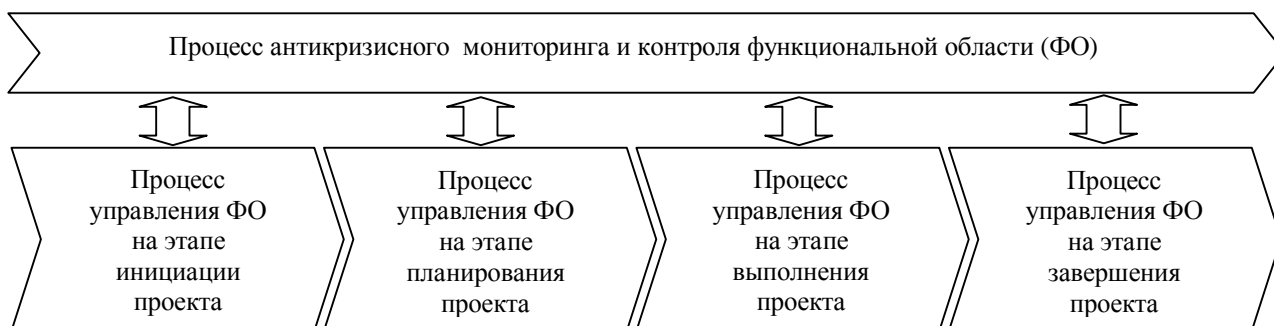 Процесс антикризисного мониторинга и контроля функциональной области (ФО)
Процесс
управления ФО
на этапе
инициации
проекта
Процесс
управления ФО
на этапе
планирования
проекта
Процесс
управления ФО
на этапе
выполнения
проекта
Процесс
управления ФО
на этапе
завершения
проекта